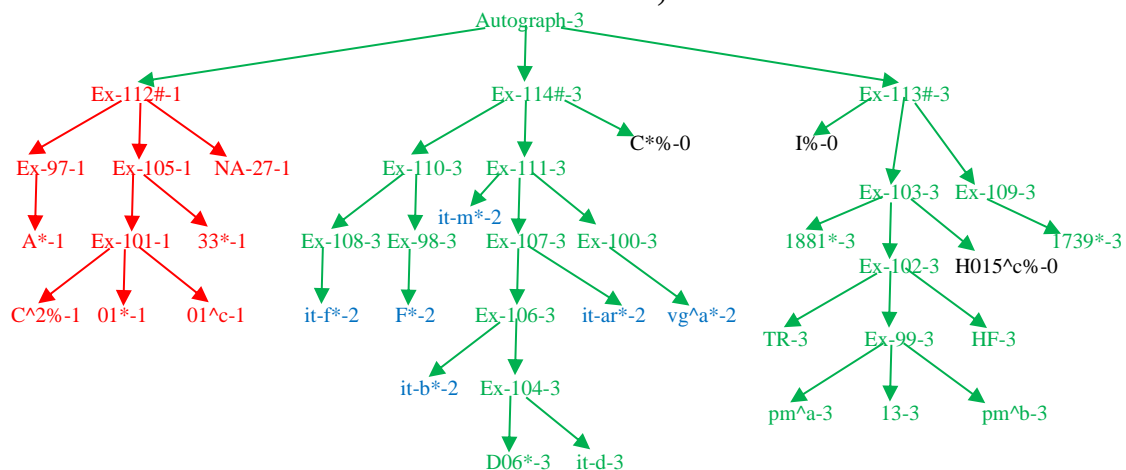 Autograph-3
Ex-112#-1 Ex-114#-3 Ex-113#-3
C*%-0 I%-0
Ex-97-1 Ex-105-1 NA-27-1 Ex-110-3 Ex-111-3
Ex-103-3 Ex-109-3
it-m*-2
A*-1 Ex-101-1 33*-1 Ex-108-3 Ex-98-3 Ex-107-3 Ex-100-3 1881*-3 1739*-3
Ex-102-3 H015^c%-0
C^2%-1 01*-1 01^c-1 it-f*-2 F*-2 Ex-106-3 it-ar*-2 vg^a*-2
TR-3 Ex-99-3 HF-3
it-b*-2 Ex-104-3
pm^a-3 13-3 pm^b-3
D06*-3 it-d-3